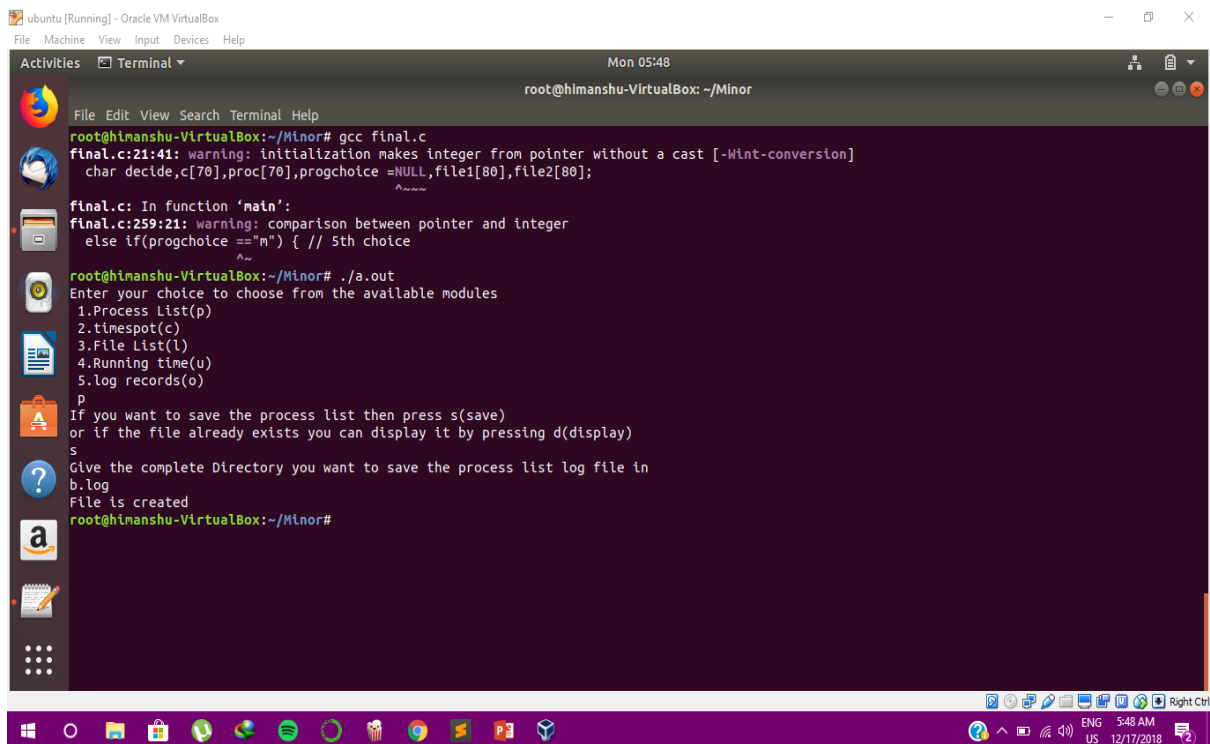 ubuntu [Running] - Oracle VM VirtualBox
File Machine View Input Devices Help
Activities Terminal Mon 05:48
root@himanshu-VirtualBox: ~/Minor
File Edit View Search Terminal Help
root@himanshu-VirtualBox:~/Minor# gcc final.c
final.c:21:41: warning: initialization makes integer from pointer without a cast [-Wint-conversion]
char decide,c[70],proc[70],progchoice =NULL,file1[80],file2[80];
^~~~
final.c: In function ‘main’:
final.c:259:21: warning: comparison between pointer and integer
else if(progchoice =="m") { // 5th choice
^~
root@himanshu-VirtualBox:~/Minor# ./a.out
Enter your choice to choose from the available modules
1.Process List(p)
2.timespot(c)
3.File List(l)
4.Running time(u)
5.log records(o)
p
If you want to save the process list then press s(save)
or if the file already exists you can display it by pressing d(display)
s
Give the complete Directory you want to save the process list log file in
b.log
File is created
root@himanshu-VirtualBox:~/Minor#
Right Ctrl
ENG 5:48 AM
US 12/17/2018